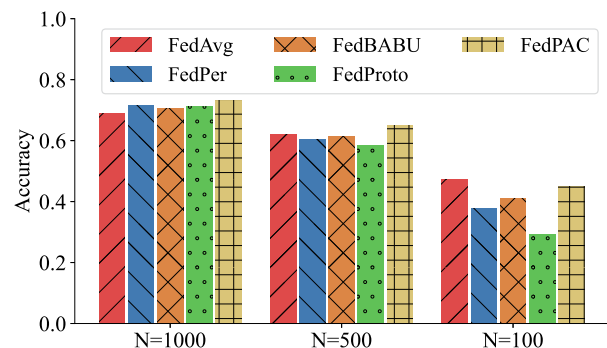 1.0
0.8
0.6
0.4
0.2
0.0
Accuracy
FedAvg
FedPer
FedBABU
FedProto
FedPAC
N=1000
N=500
N=100